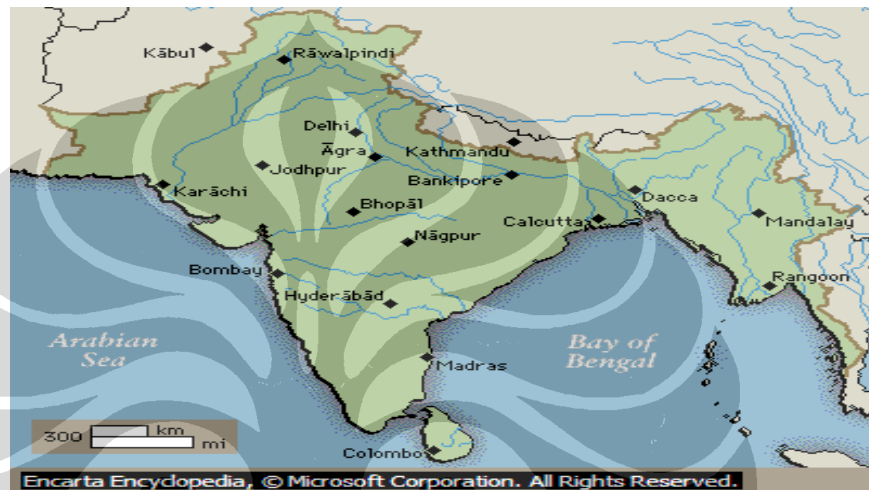 Kābul
Rāwalpindi
Delhi
Āgra
Kathmandu
Jodhpur
Bankipore
Karāchi
Dacca
Bhopāl
Calcutta
Mandalay
Nāgpur
Bombay
Rangoon
Hyderābād
Arabian
Sea
Bay of
Bengal
Madras
300 km
mi
Colombo
Encarta Encyclopedia, © Microsoft Corporation. All Rights Reserved.